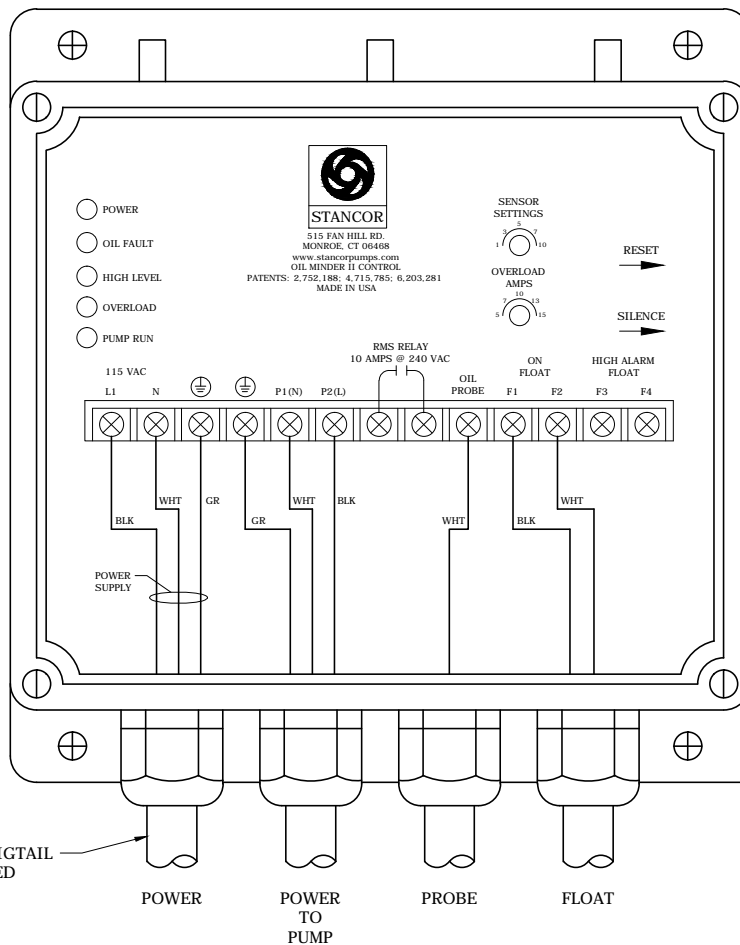 STANCOR
515 FAN HILL RD.
MONROE, CT 06468
www.stancorpumps.com
OIL MINDER II CONTROL
PATENTS: 2,752,188; 4,715,785; 6,203,281
MADE IN USA
POWER
OIL FAULT
HIGH LEVEL
OVERLOAD
PUMP RUN
SENSOR
SETTINGS
1 3 5 7 10
OVERLOAD
AMPS
5 7 10 13 15
RESET
SILENCE
115 VAC
L1 N
P1(N) P2(L)
RMS RELAY
10 AMPS @ 240 VAC
OIL
PROBE
ON
FLOAT
F1 F2
HIGH ALARM
FLOAT
F3 F4
BLK WHT GR
GR WHT BLK
WHT
BLK WHT
POWER
SUPPLY
IGTAIL
ED
POWER
POWER
TO
PUMP
PROBE
FLOAT